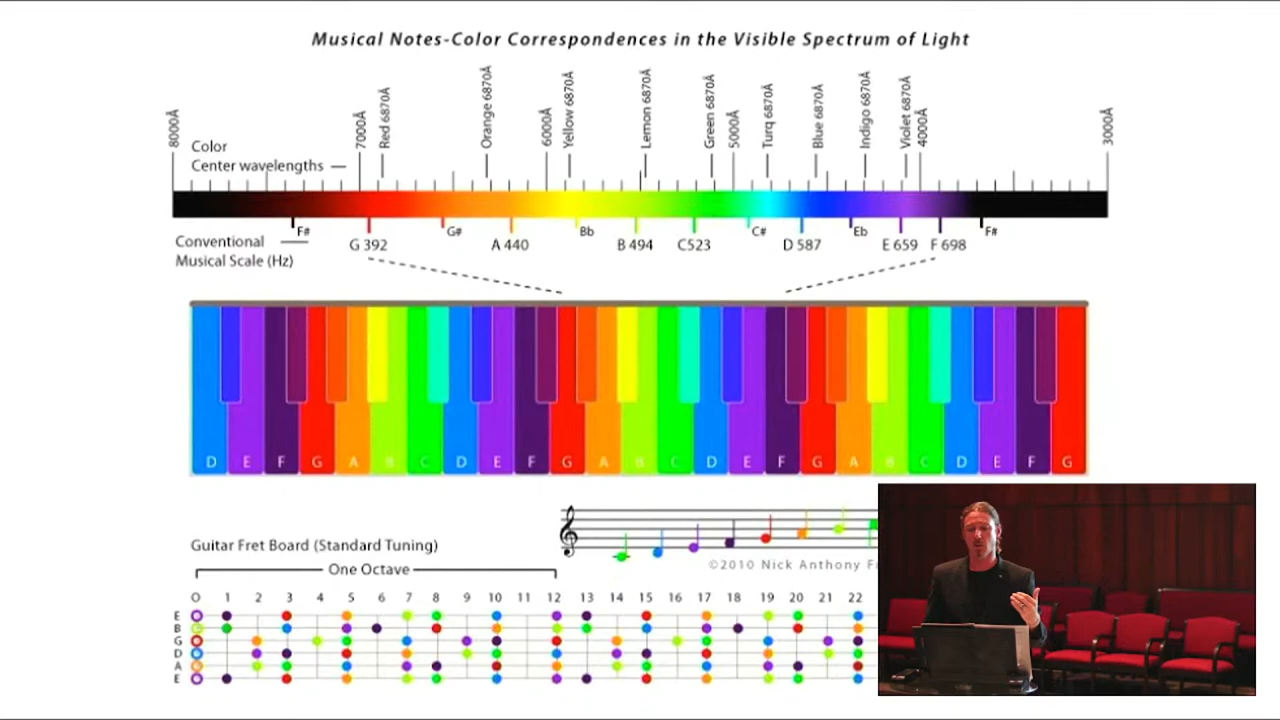 Musical Notes-Color Correspondences in the Visible Spectrum of Light
8000Å 7000Å Red 6870Å Orange 6870Å 6000Å Yellow 6870Å Lemon 6870Å Green 6870Å 5000Å Turq 6870Å Blue 6870Å Indigo 6870Å Violet 6870Å 4000Å 3000Å
Color
Center wavelengths
F# G# Bb C# Eb F#
Conventional
Musical Scale (Hz)
G 392 A 440 B 494 C523 D 587 E 659 F 698
D E F G A B C D E F G A B C D E F G A B C D E F G
Guitar Fret Board (Standard Tuning)
©2010 Nick Anthony Fi
One Octave
0 1 2 3 4 5 6 7 8 9 10 11 12 13 14 15 16 17 18 19 20 21 22
E
B
G
D
A
E